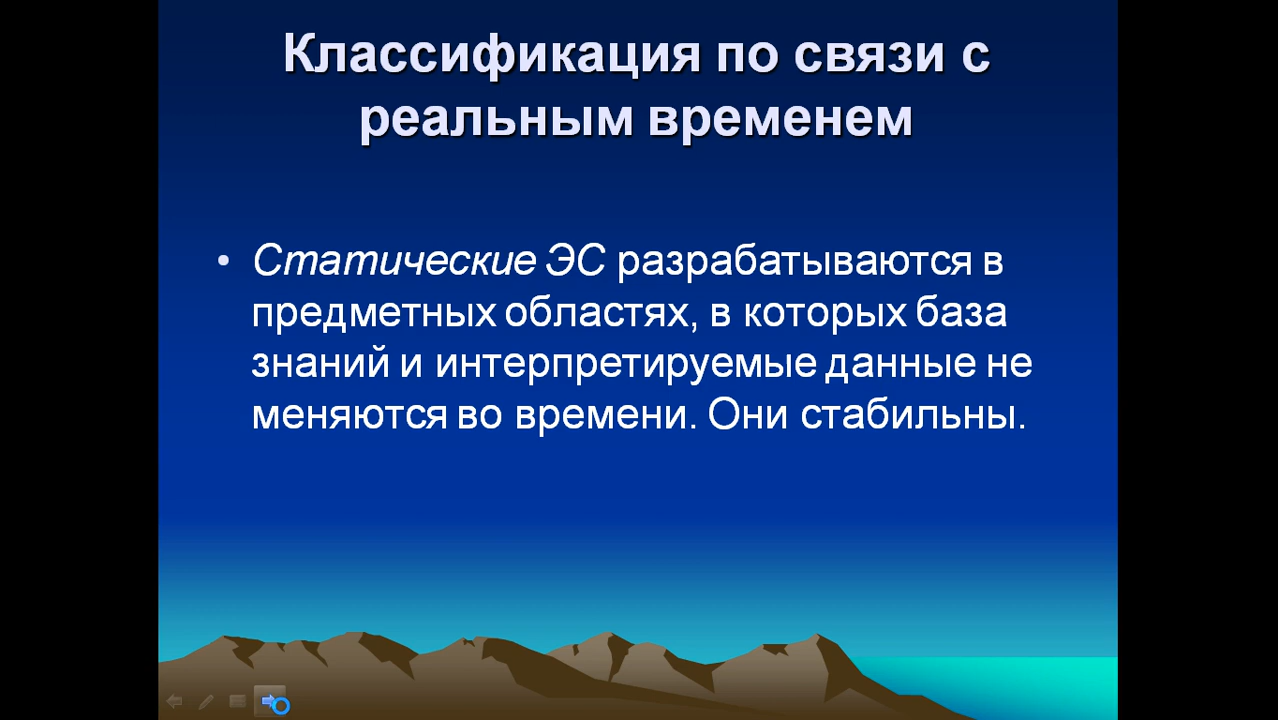 Классификация по связи с
реальным временем
• Статические ЭС разрабатываются в
предметных областях, в которых база
знаний и интерпретируемые данные не
меняются во времени. Они стабильны.